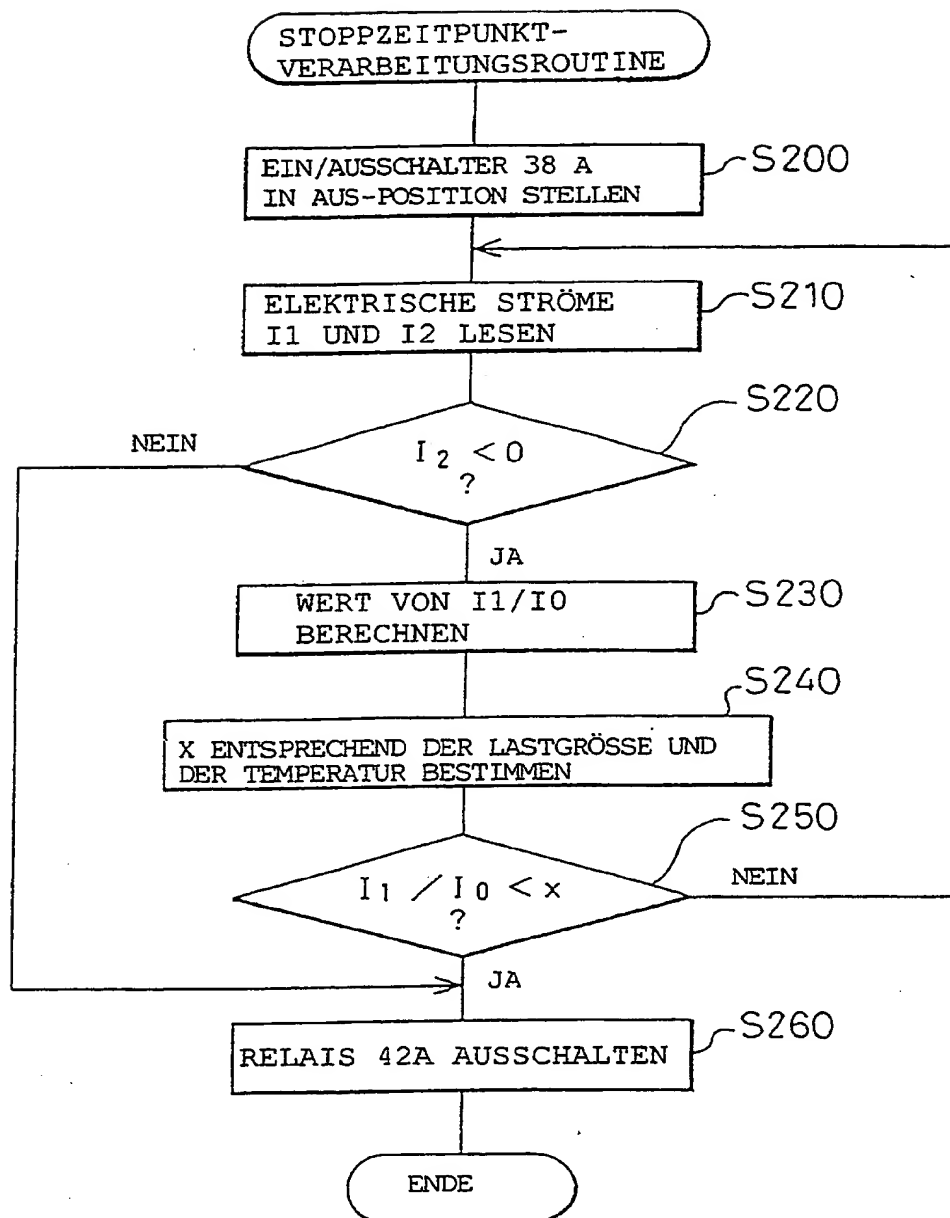 STOPPZEITPUNKT-
VERARBEITUNGSROUTINE
EIN/AUSSCHALTER 38 A
IN AUS-POSITION STELLEN
S200
ELEKTRISCHE STRÖME
I1 UND I2 LESEN
S210
S220
NEIN
I2 <0
?
JA
WERT VON I1/I0
BERECHNEN
S230
S240
X ENTSPRECHEND DER LASTGRÖSSE UND
DER TEMPERATUR BESTIMMEN
S250
I1 / I0 < x
?
NEIN
JA
RELAIS 42A AUSSCHALTEN
S260
ENDE